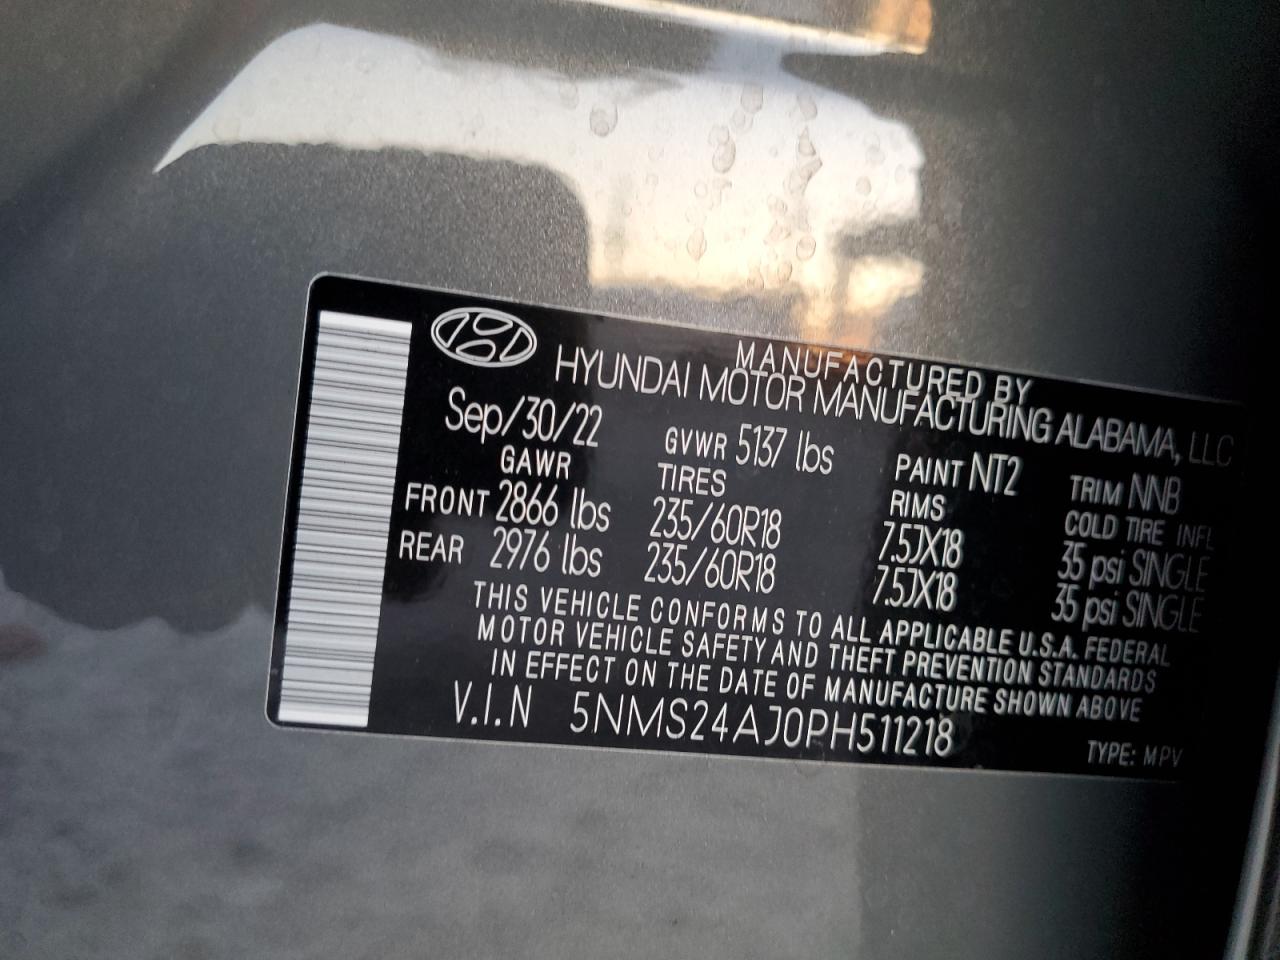 MANUFACTURED BY
HYUNDAI MOTOR MANUFACTURING ALABAMA, LLC
Sep/30/22 GVWR 5137 lbs PAINT NT2 TRIM NNB
GAWR TIRES RIMS COLD TIRE INFL
FRONT 2866 lbs 235/60R18 7.5JX18 35 psi SINGLE
REAR 2976 lbs 235/60R18 7.5JX18 35 psi SINGLE
THIS VEHICLE CONFORMS TO ALL APPLICABLE U.S.A. FEDERAL
MOTOR VEHICLE SAFETY AND THEFT PREVENTION STANDARDS
IN EFFECT ON THE DATE OF MANUFACTURE SHOWN ABOVE
V.I.N 5NMS24AJ0PH511218 TYPE: MPV